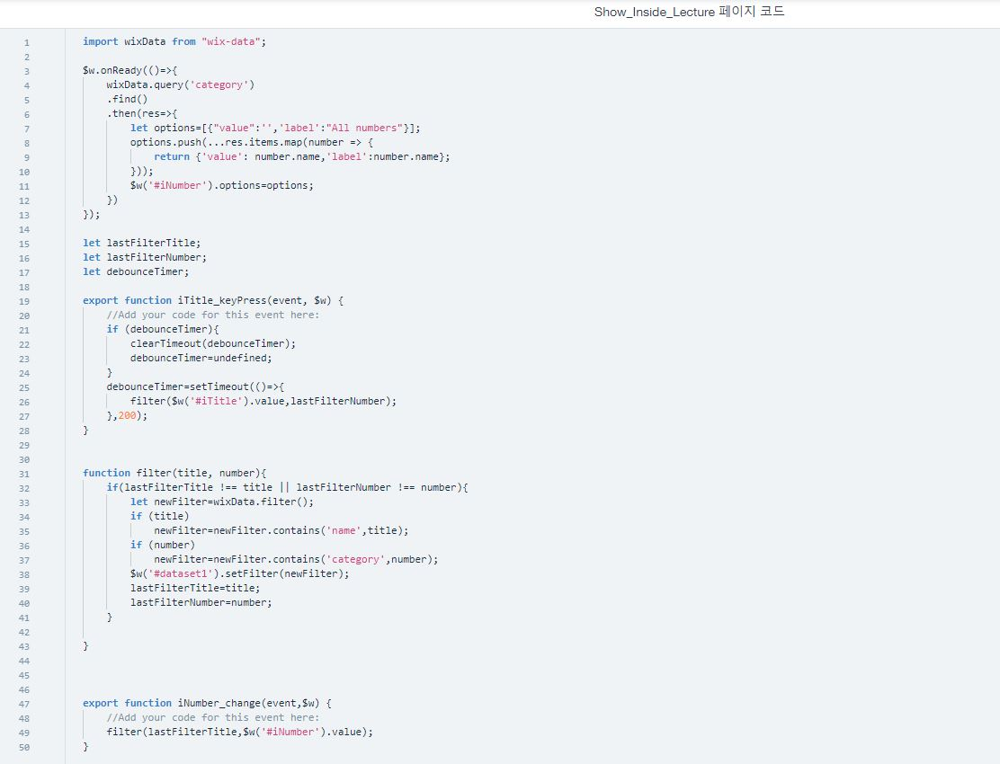 Show_Inside_Lecture 페이지 코드
1 import wixData from "wix-data";
2
3 $w.onReady(()=>{
4 wixData.query('category')
5 .find()
6 .then(res=>{
7 let options=[{"value":'','label':"All numbers"}];
8 options.push(...res.items.map(number => {
9 return {'value': number.name,'label':number.name};
10 }));
11 $w('#iNumber').options=options;
12 })
13 });
14
15 let lastFilterTitle;
16 let lastFilterNumber;
17 let debounceTimer;
18
19 export function iTitle_keyPress(event, $w) {
20 //Add your code for this event here:
21 if (debounceTimer){
22 clearTimeout(debounceTimer);
23 debounceTimer=undefined;
24 }
25 debounceTimer=setTimeout(()=>{
26 filter($w('#iTitle').value,lastFilterNumber);
27 },200);
28 }
29
30
31 function filter(title, number){
32 if(lastFilterTitle !== title || lastFilterNumber !== number){
33 let newFilter=wixData.filter();
34 if (title)
35 newFilter=newFilter.contains('name',title);
36 if (number)
37 newFilter=newFilter.contains('category',number);
38 $w('#dataset1').setFilter(newFilter);
39 lastFilterTitle=title;
40 lastFilterNumber=number;
41 }
42
43 }
44
45
46
47 export function iNumber_change(event,$w) {
48 //Add your code for this event here:
49 filter(lastFilterTitle,$w('#iNumber').value);
50 }